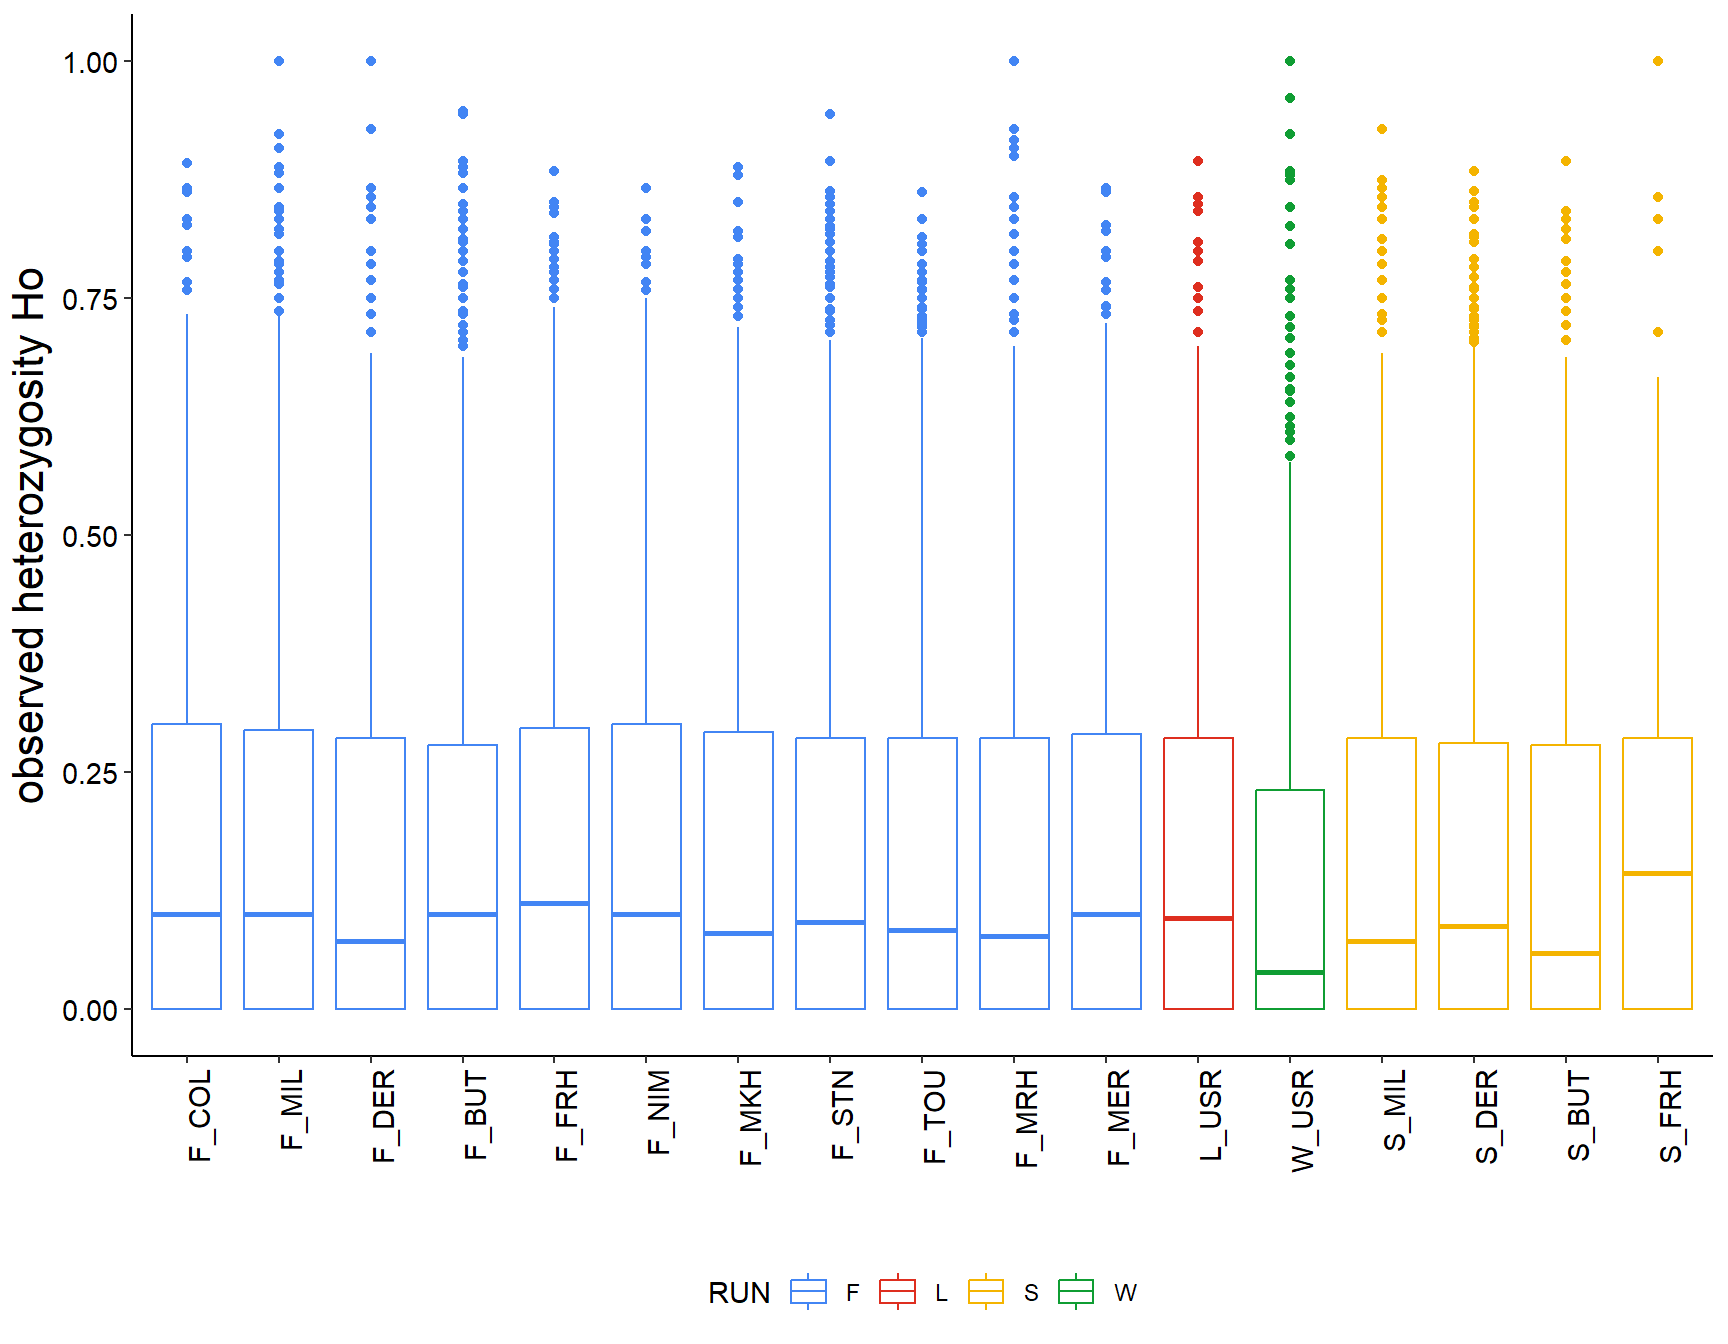 observed heterozygosity Ho
1.00
0.75
0.50
0.25
0.00
F_COL
F_MIL
F_DER
F_BUT
F_FRH
F_NIM
F_MKH
F_STN
F_TOU
F_MRH
F_MER
L_USR
W_USR
S_MIL
S_DER
S_BUT
S_FRH
RUN F L S W